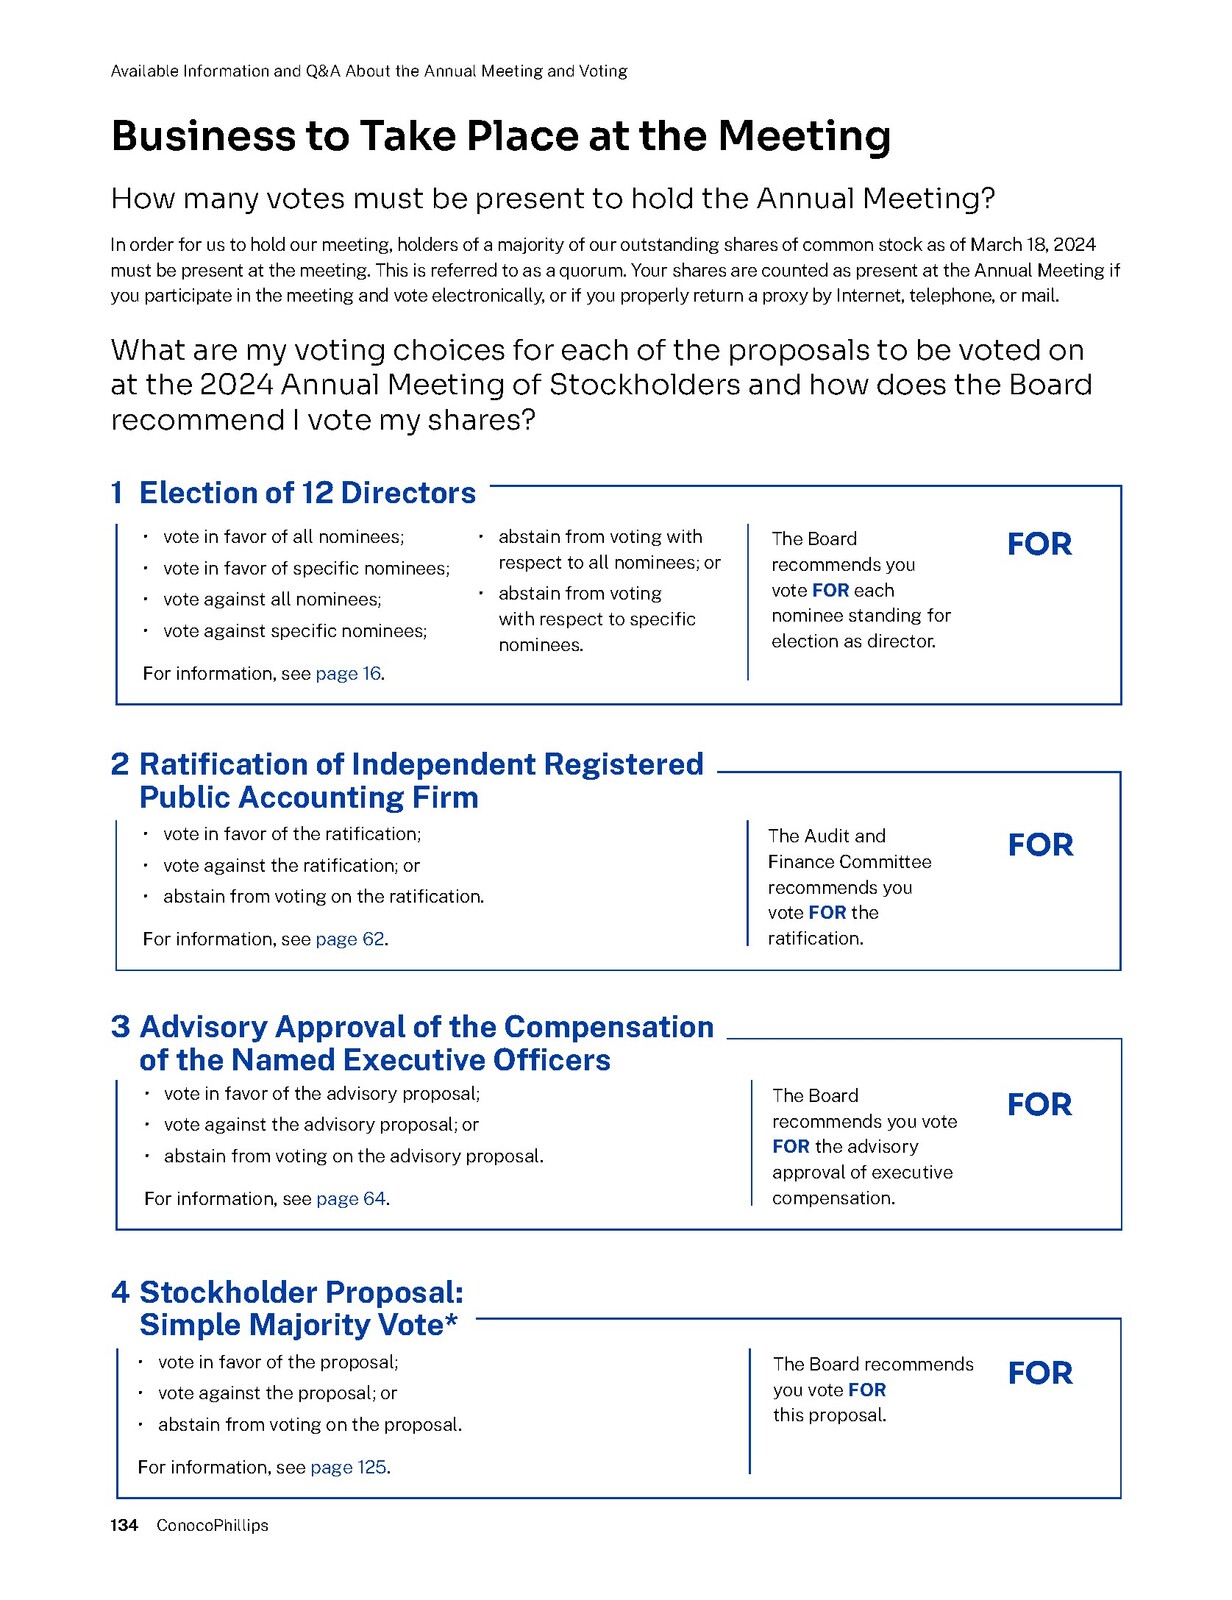 Available Information and Q&A About the Annual Meeting and Voting
Business to Take Place at the Meeting
How many votes must be present to hold the Annual Meeting?
In order for us to hold our meeting, holders of a majority of our outstanding shares of common stock as of March 18, 2024
must be present at the meeting. This is referred to as a quorum. Your shares are counted as present at the Annual Meeting if
you participate in the meeting and vote electronically, or if you properly return a proxy by Internet, telephone, or mail.
What are my voting choices for each of the proposals to be voted on
at the 2024 Annual Meeting of Stockholders and how does the Board
recommend I vote my shares?
1 Election of 12 Directors
• vote in favor of all nominees;
• vote in favor of specific nominees;
• vote against all nominees;
• vote against specific nominees;
• abstain from voting with
respect to all nominees; or
• abstain from voting
with respect to specific
nominees.
For information, see page 16.
The Board
recommends you
vote FOR each
nominee standing for
election as director.
FOR
2 Ratification of Independent Registered
Public Accounting Firm
• vote in favor of the ratification;
• vote against the ratification; or
• abstain from voting on the ratification.
For information, see page 62.
The Audit and
Finance Committee
recommends you
vote FOR the
ratification.
FOR
3 Advisory Approval of the Compensation
of the Named Executive Officers
• vote in favor of the advisory proposal;
• vote against the advisory proposal; or
• abstain from voting on the advisory proposal.
For information, see page 64.
The Board
recommends you vote
FOR the advisory
approval of executive
compensation.
FOR
4 Stockholder Proposal:
Simple Majority Vote*
• vote in favor of the proposal;
• vote against the proposal; or
• abstain from voting on the proposal.
For information, see page 125.
The Board recommends
you vote FOR
this proposal.
FOR
134 ConocoPhillips